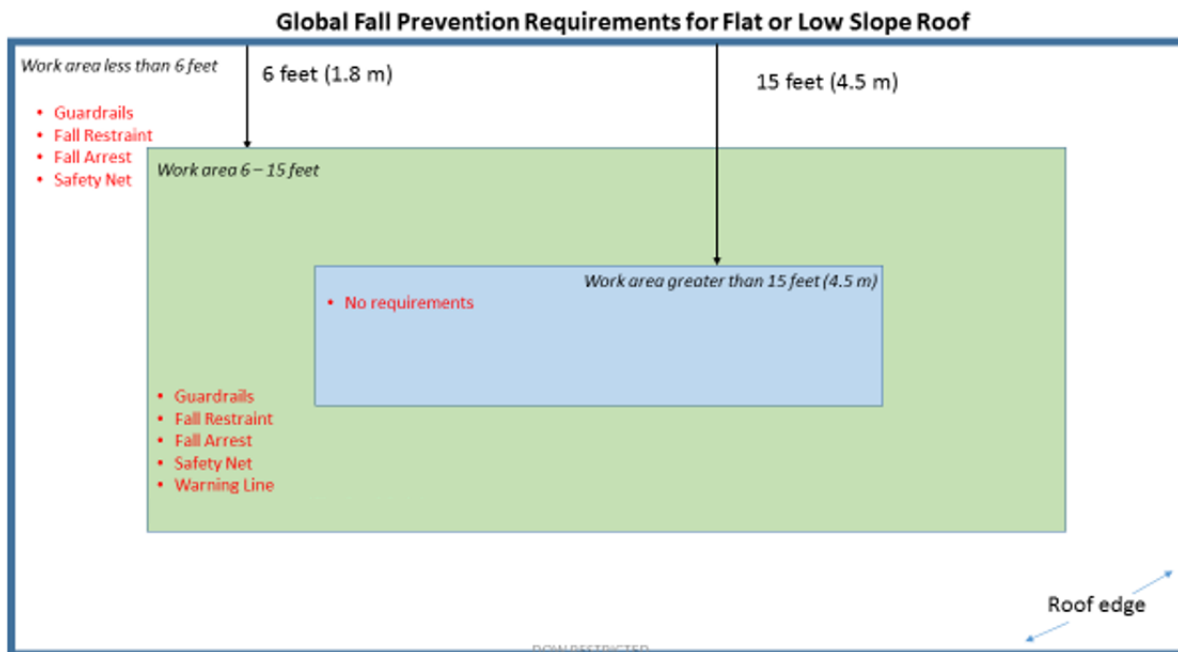 Global Fall Prevention Requirements for Flat or Low Slope Roof
Work area less than 6 feet
6 feet (1.8 m)
15 feet (4.5 m)
• Guardrails
• Fall Restraint
• Fall Arrest
• Safety Net
Work area 6 – 15 feet
Work area greater than 15 feet (4.5 m)
• No requirements
• Guardrails
• Fall Restraint
• Fall Arrest
• Safety Net
• Warning Line
Roof edge
DOW RESTRICTED